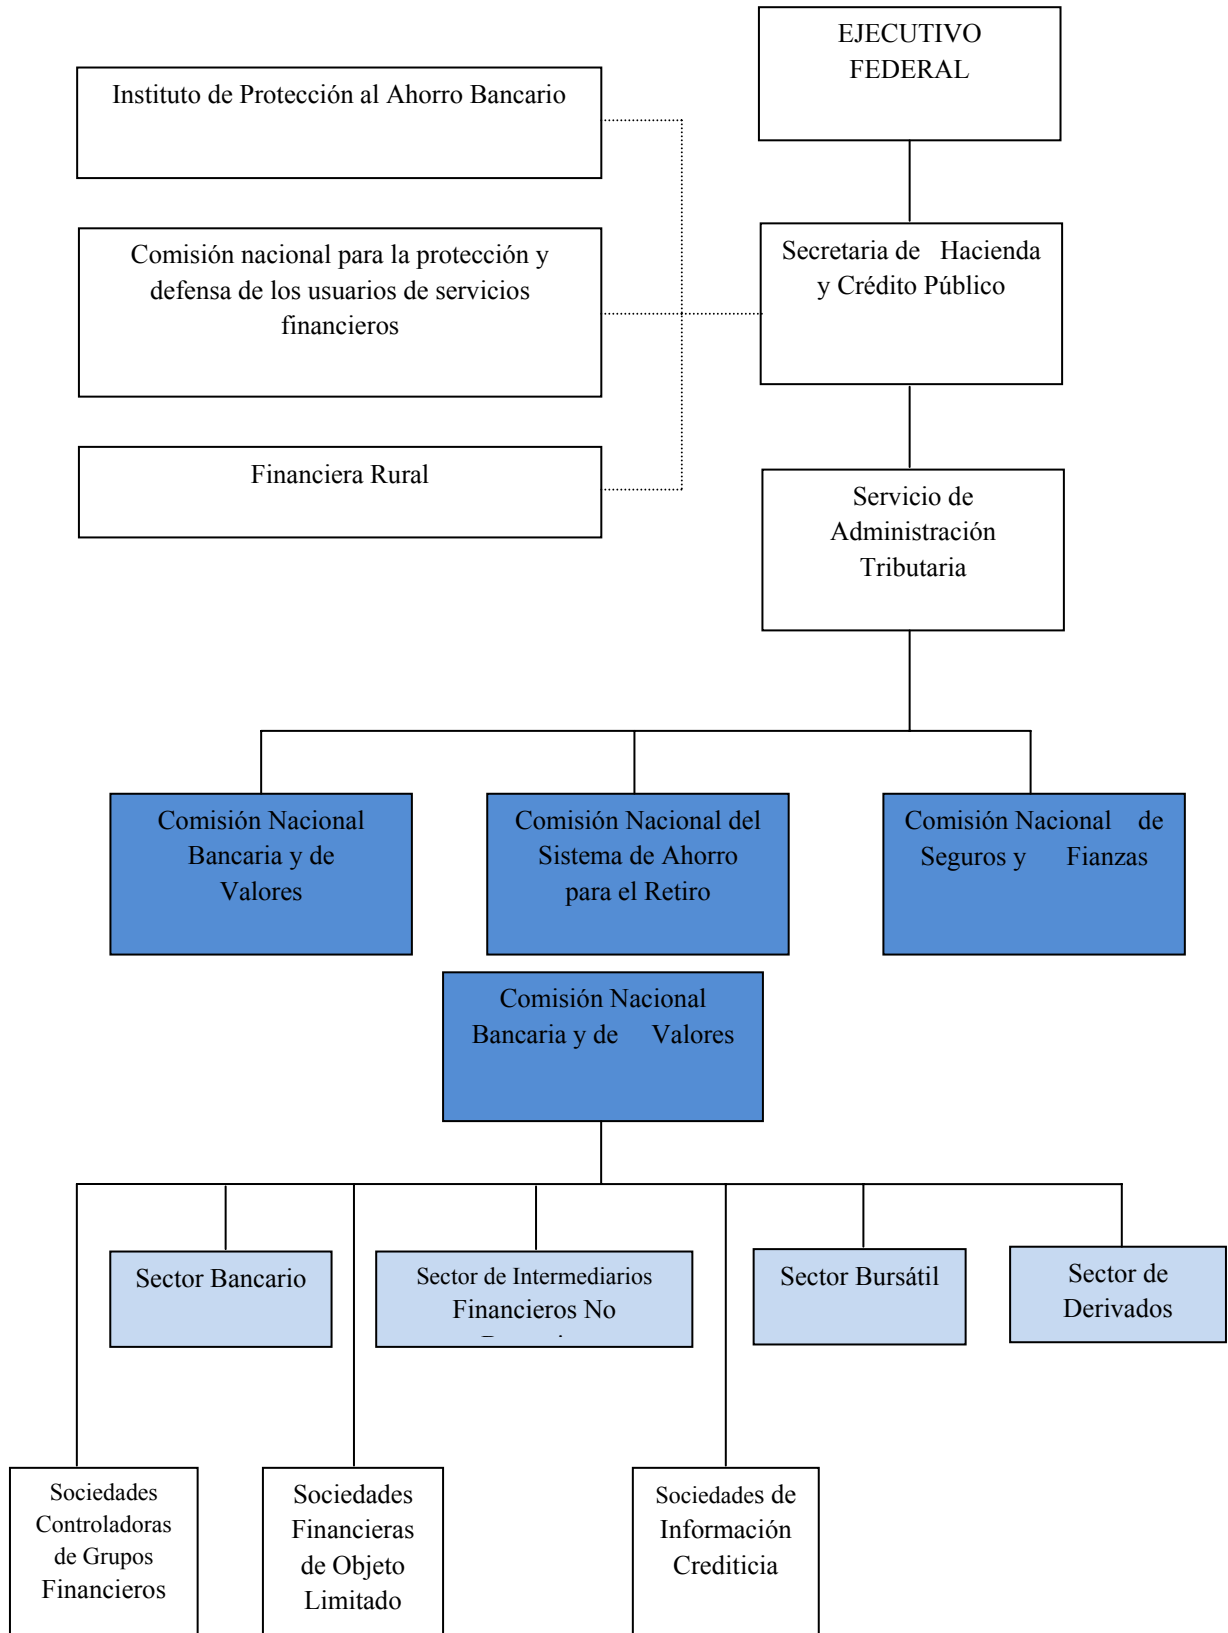 EJECUTIVO
FEDERAL
Instituto de Protección al Ahorro Bancario
Comisión nacional para la protección y
defensa de los usuarios de servicios
financieros
Secretaria de Hacienda
y Crédito Público
Financiera Rural
Servicio de
Administración
Tributaria
Comisión Nacional
Bancaria y de
Valores
Comisión Nacional del
Sistema de Ahorro
para el Retiro
Comisión Nacional de
Seguros y Fianzas
Comisión Nacional
Bancaria y de Valores
Sector Bancario
Sector de Intermediarios
Financieros No
Sector Bursátil
Sector de
Derivados
Sociedades
Controladoras
de Grupos
Financieros
Sociedades
Financieras
de Objeto
Limitado
Sociedades de
Información
Crediticia